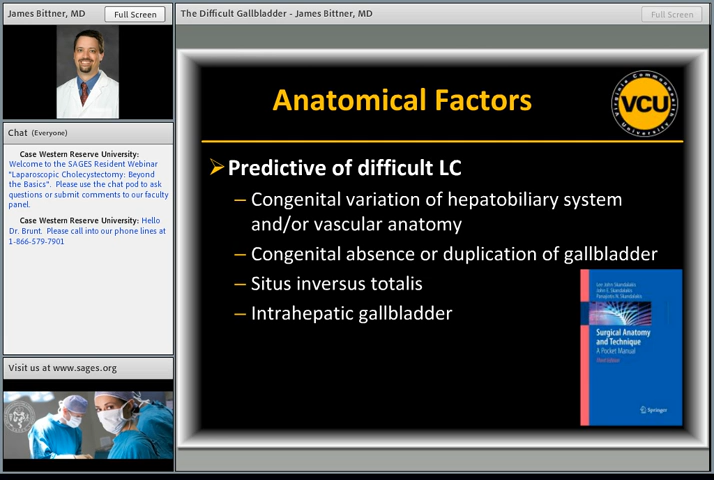 James Bittner, MD
Full Screen
The Difficult Gallbladder - James Bittner, MD
Full Screen
Chat (Everyone)
Case Western Reserve University:
Welcome to the SAGES Resident Webinar
"Laparoscopic Cholecystectomy: Beyond
the Basics". Please use the chat pod to ask
questions or submit comments to our faculty
panel.
Case Western Reserve University: Hello
Dr. Brunt. Please call into our phone lines at
1-866-579-7901
Visit us at www.sages.org
Anatomical Factors
Virginia Commonwealth University
VCU
Predictive of difficult LC
– Congenital variation of hepatobiliary system
and/or vascular anatomy
– Congenital absence or duplication of gallbladder
– Situs inversus totalis
– Intrahepatic gallbladder
Surgical Anatomy
and Technique
A Pocket Manual
Third Edition
Springer